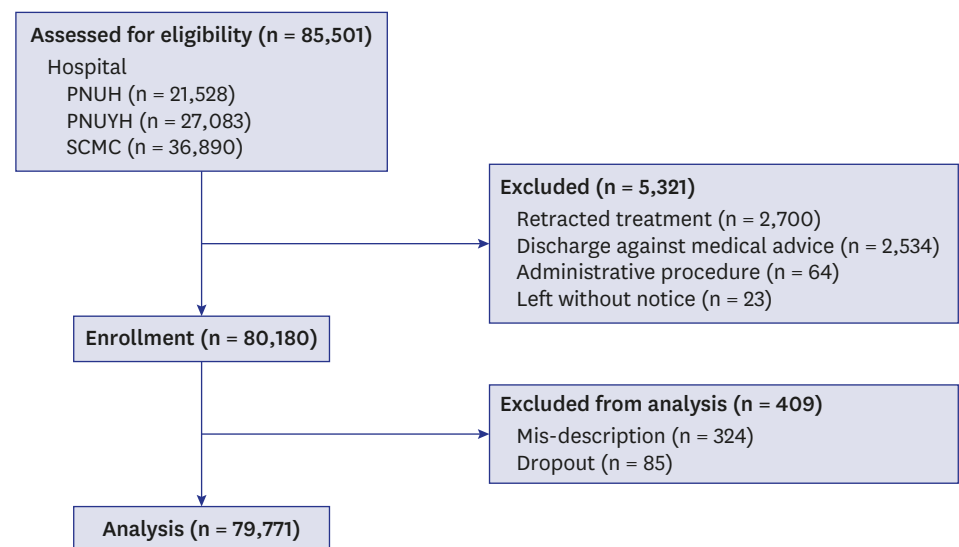 Assessed for eligibility (n = 85,501)
Hospital
PNUH (n = 21,528)
PNUYH (n = 27,083)
SCMC (n = 36,890)
Excluded (n = 5,321)
Retracted treatment (n = 2,700)
Discharge against medical advice (n = 2,534)
Administrative procedure (n = 64)
Left without notice (n = 23)
Enrollment (n = 80,180)
Excluded from analysis (n = 409)
Mis-description (n = 324)
Dropout (n = 85)
Analysis (n = 79,771)